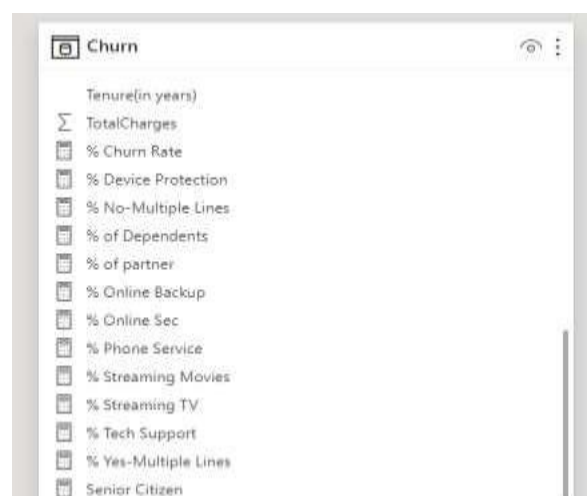 Churn
Tenure(in years)
TotalCharges
% Churn Rate
% Device Protection
% No-Multiple Lines
% of Dependents
% of partner
% Online Backup
% Online Sec
% Phone Service
% Streaming Movies
% Streaming TV
% Tech Support
% Yes-Multiple Lines
Senior Citizen